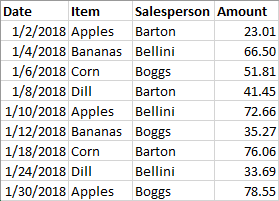 Date Item Salesperson Amount
1/2/2018 Apples Barton 23.01
1/4/2018 Bananas Bellini 66.50
1/6/2018 Corn Boggs 51.81
1/8/2018 Dill Barton 41.45
1/10/2018 Apples Bellini 72.66
1/12/2018 Bananas Boggs 35.27
1/18/2018 Corn Barton 76.06
1/24/2018 Dill Bellini 33.69
1/30/2018 Apples Boggs 78.55